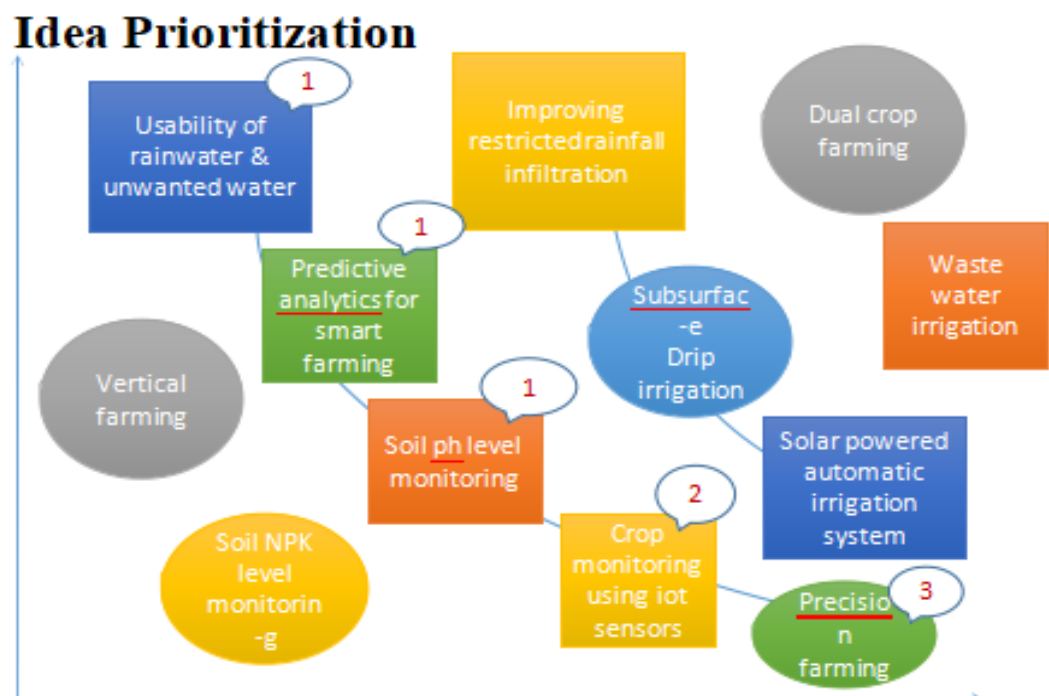 Idea Prioritization
1
Usability of
rainwater &
unwanted water
Improving
restricted rainfall
infiltration
Dual crop
farming
1
Predictive
analytics for
smart
farming
Subsurfac
-e
Drip
irrigation
Waste
water
irrigation
Vertical
farming
1
Soil ph level
monitoring
Solar powered
automatic
irrigation
system
2
Crop
monitoring
using iot
sensors
Soil NPK
level
monitorin
-g
3
Precisio
n
farming